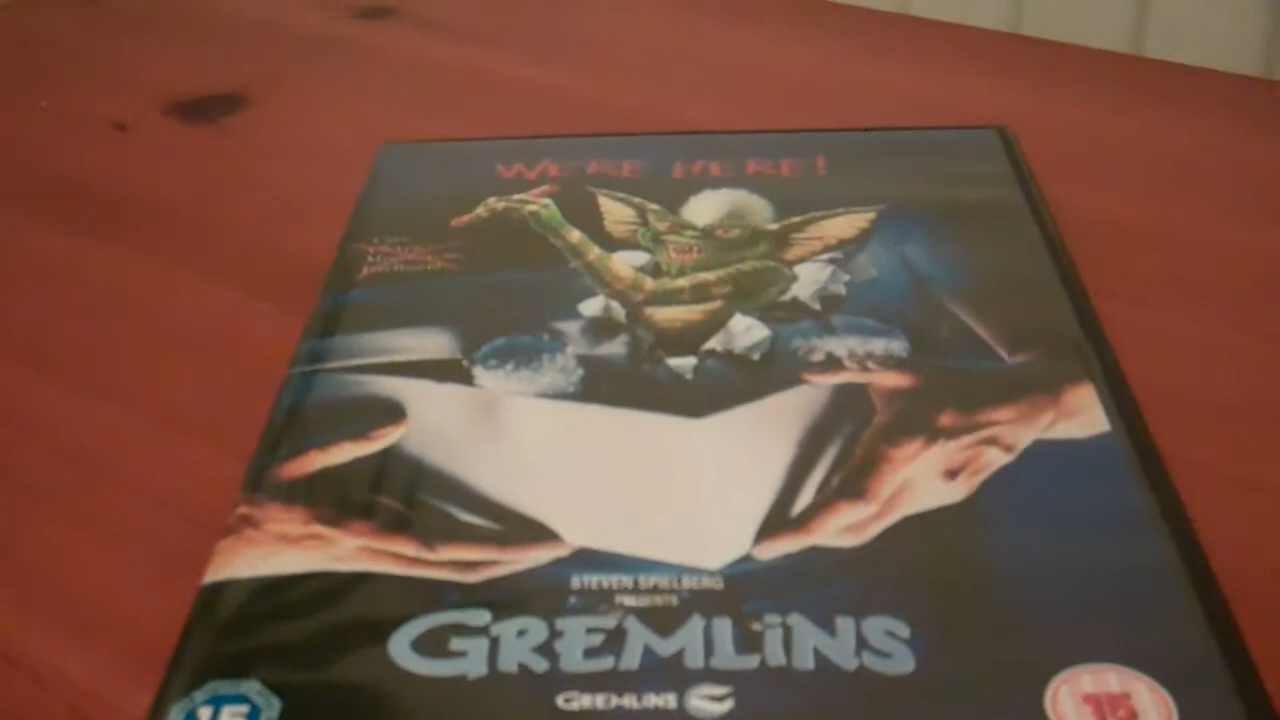 WE'RE HERE!
STEVEN SPIELBERG
PRESENTS
GREMLINS
GREMLINS
15
15